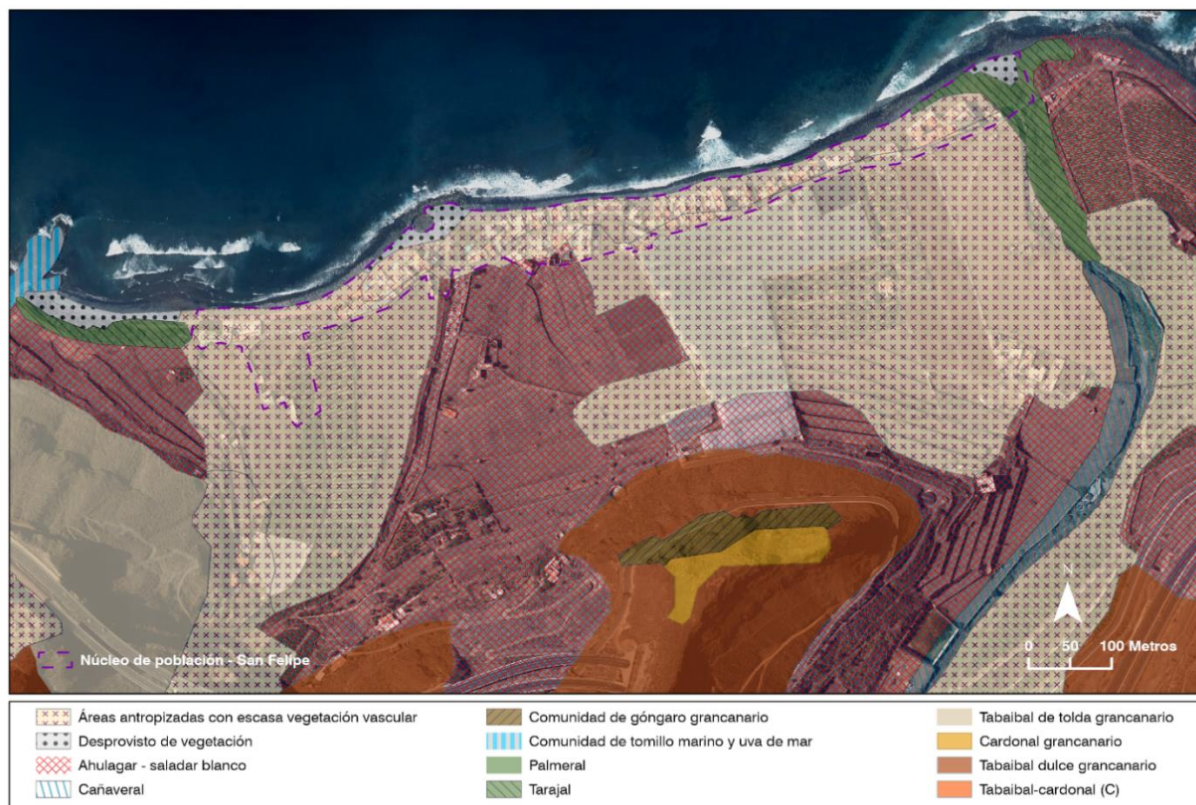 N
Núcleo de población - San Felipe
0 50 100 Metros
Áreas antropizadas con escasa vegetación vascular
Desprovisto de vegetación
Ahulagar - saladar blanco
Cañaveral
Comunidad de góngaro grancanario
Comunidad de tomillo marino y uva de mar
Palmeral
Tarajal
Tabaibal de tolda grancanario
Cardonal grancanario
Tabaibal dulce grancanario
Tabaibal-cardonal (C)